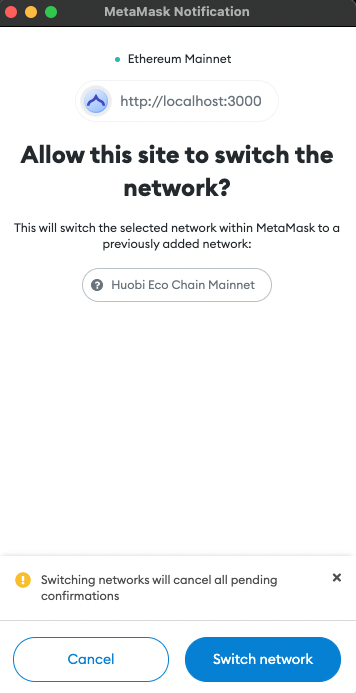 MetaMask Notification
Ethereum Mainnet
http://localhost:3000
Allow this site to switch the
network?
This will switch the selected network within MetaMask to a
previously added network:
? Huobi Eco Chain Mainnet
! Switching networks will cancel all pending
confirmations
Cancel
Switch network